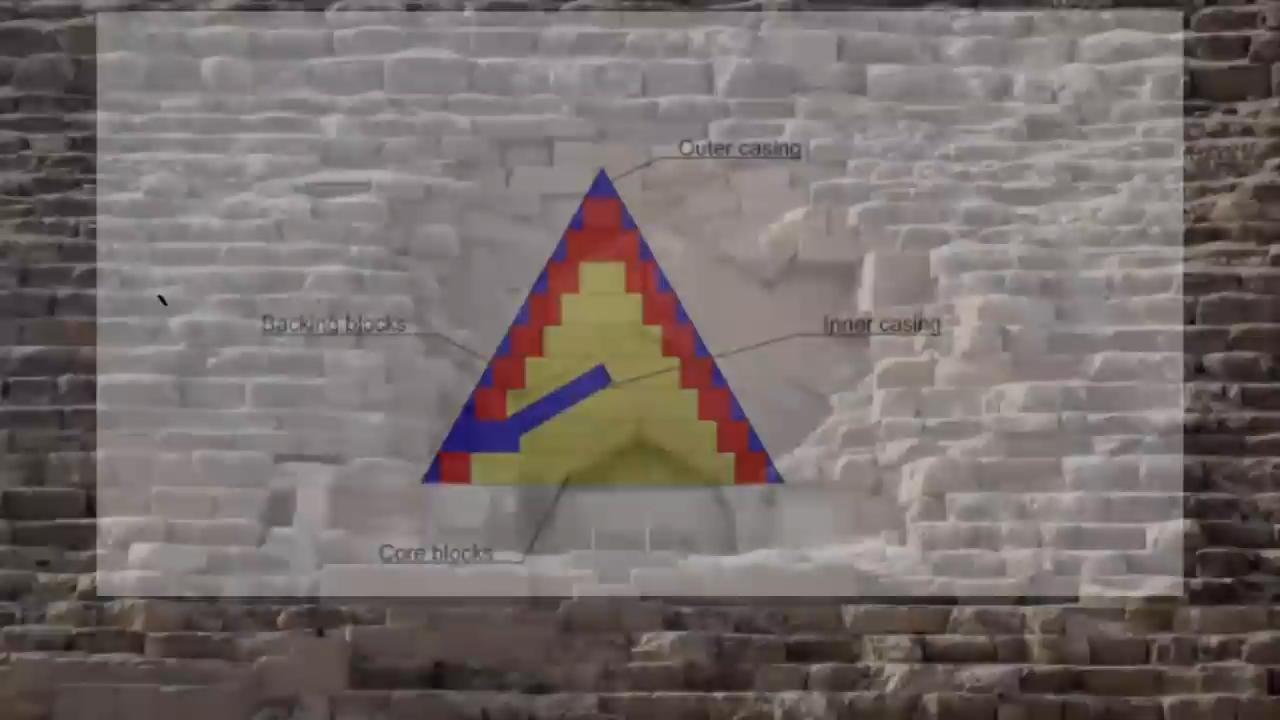 Outer casing
Backing blocks
Inner casing
Core blocks